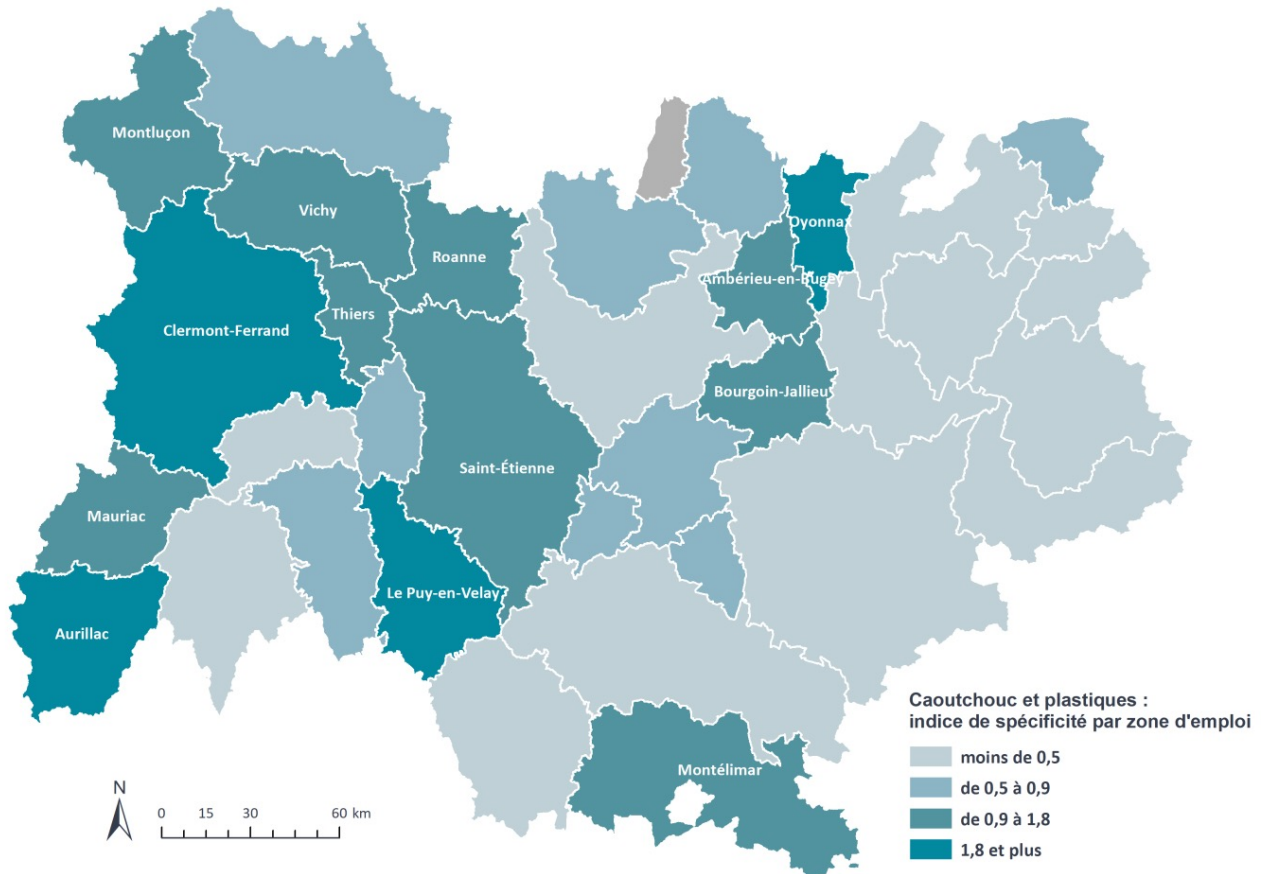 Montluçon
Vichy
Oyonnax
Roanne
Ambérieu-en-Bugey
Thiers
Clermont-Ferrand
Bourgoin-Jallieu
Saint-Étienne
Mauriac
Le Puy-en-Velay
Aurillac
Montélimar
Caoutchouc et plastiques :
indice de spécificité par zone d'emploi
moins de 0,5
de 0,5 à 0,9
de 0,9 à 1,8
1,8 et plus
N
0 15 30 60 km